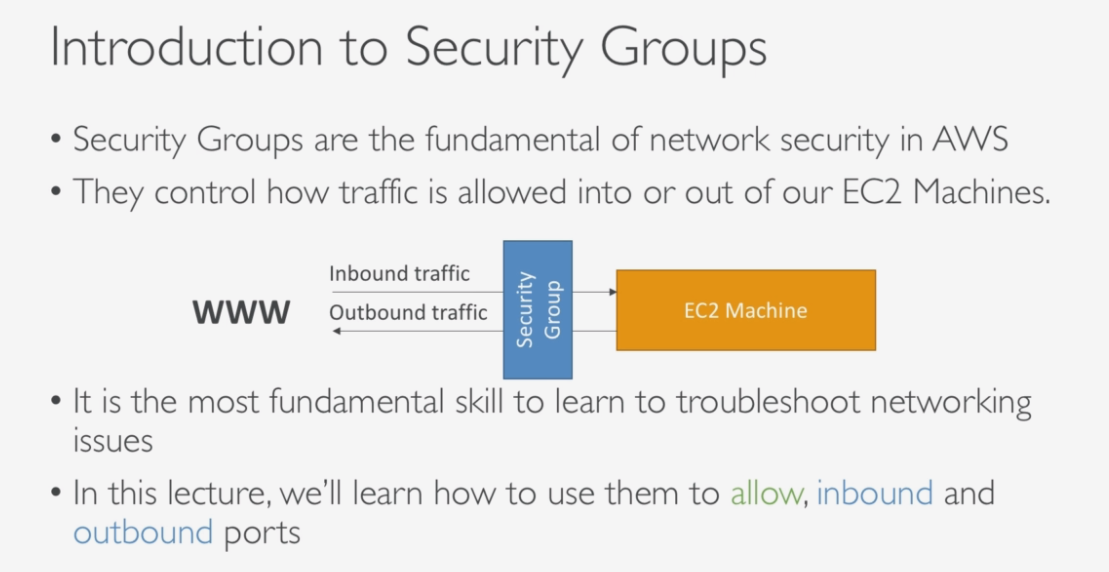 Introduction to Security Groups
• Security Groups are the fundamental of network security in AWS
• They control how traffic is allowed into or out of our EC2 Machines.
Inbound traffic
WWW
Outbound traffic
Security
Group
EC2 Machine
• It is the most fundamental skill to learn to troubleshoot networking
issues
• In this lecture, we'll learn how to use them to allow, inbound and
outbound ports